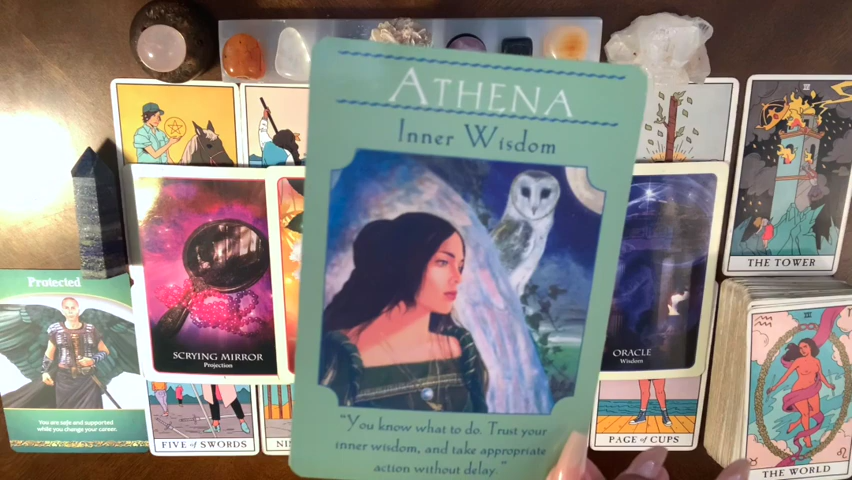 ATHENA
Inner Wisdom
"You know what to do. Trust your
inner wisdom, and take appropriate
action without delay."
THE TOWER
Protected
You are safe and supported
while you change your career.
SCRYING MIRROR
Projection
ORACLE
Wisdom
FIVE of SWORDS
PAGE of CUPS
THE WORLD